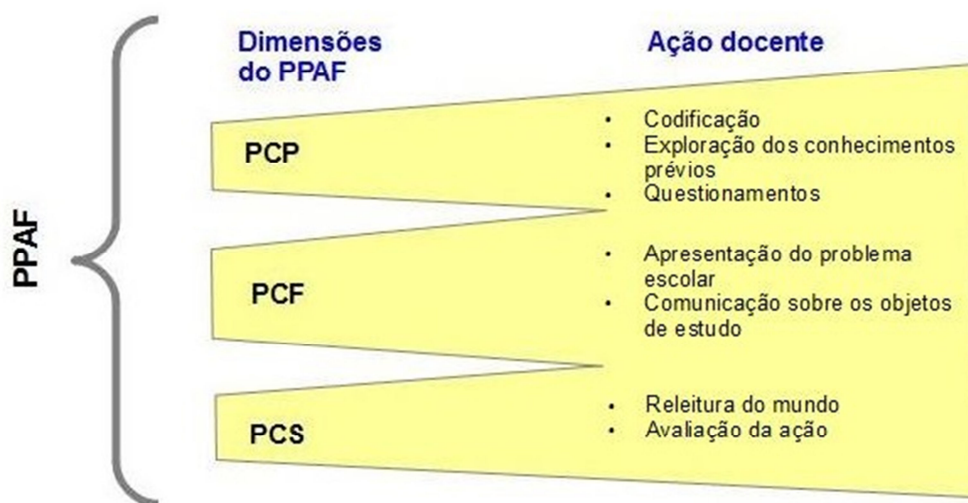 Dimensões
do PPAF
Ação docente
PPAF
PCP
• Codificação
• Exploração dos conhecimentos
prévios
• Questionamentos
PCF
• Apresentação do problema
escolar
• Comunicação sobre os objetos
de estudo
PCS
• Releitura do mundo
• Avaliação da ação